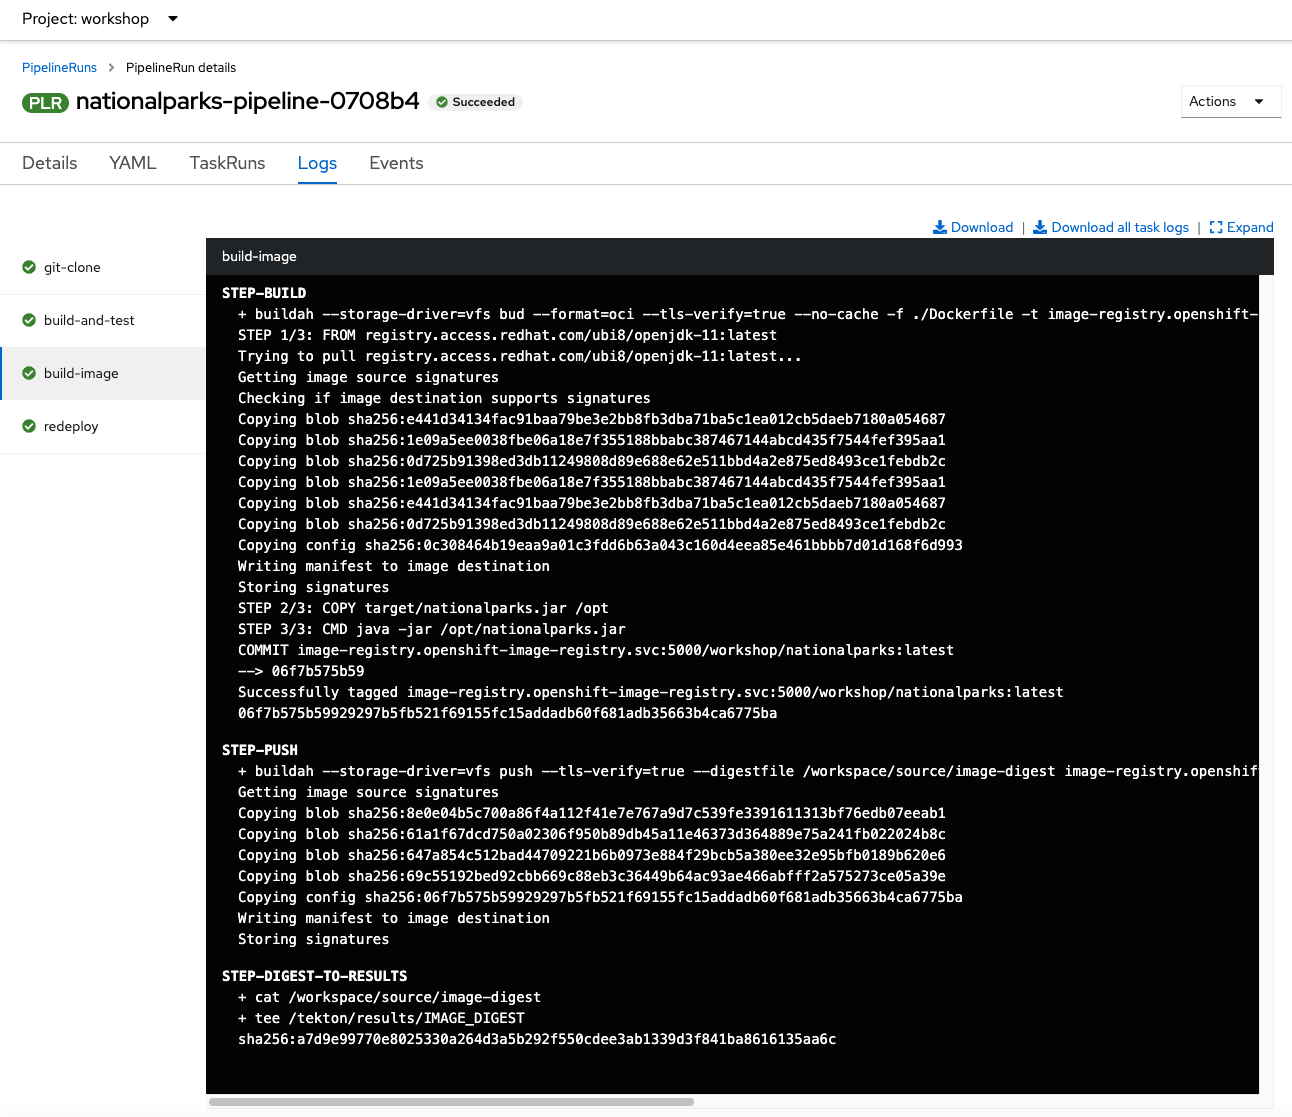 Project: workshop
PipelineRuns > PipelineRun details
PLR nationalparks-pipeline-0708b4 Succeeded
Actions
Details YAML TaskRuns Logs Events
Download | Download all task logs | Expand
git-clone
build-and-test
build-image
redeploy
build-image
STEP-BUILD
+ buildah --storage-driver=vfs bud --format=oci --tls-verify=true --no-cache -f ./Dockerfile -t image-registry.openshift-
STEP 1/3: FROM registry.access.redhat.com/ubi8/openjdk-11:latest
Trying to pull registry.access.redhat.com/ubi8/openjdk-11:latest...
Getting image source signatures
Checking if image destination supports signatures
Copying blob sha256:e441d34134fac91baa79be3e2bb8fb3dba71ba5c1ea012cb5daeb7180a054687
Copying blob sha256:1e09a5ee0038fbe06a18e7f355188bbabc387467144abcd435f7544fef395aa1
Copying blob sha256:0d725b91398ed3db11249808d89e688e62e511bbd4a2e875ed8493ce1febdb2c
Copying blob sha256:1e09a5ee0038fbe06a18e7f355188bbabc387467144abcd435f7544fef395aa1
Copying blob sha256:e441d34134fac91baa79be3e2bb8fb3dba71ba5c1ea012cb5daeb7180a054687
Copying blob sha256:0d725b91398ed3db11249808d89e688e62e511bbd4a2e875ed8493ce1febdb2c
Copying config sha256:0c308464b19eaa9a01c3fdd6b63a043c160d4eea85e461bbbb7d01d168f6d993
Writing manifest to image destination
Storing signatures
STEP 2/3: COPY target/nationalparks.jar /opt
STEP 3/3: CMD java -jar /opt/nationalparks.jar
COMMIT image-registry.openshift-image-registry.svc:5000/workshop/nationalparks:latest
--> 06f7b575b59
Successfully tagged image-registry.openshift-image-registry.svc:5000/workshop/nationalparks:latest
06f7b575b59929297b5fb521f69155fc15addadb60f681adb35663b4ca6775ba
STEP-PUSH
+ buildah --storage-driver=vfs push --tls-verify=true --digestfile /workspace/source/image-digest image-registry.openshif
Getting image source signatures
Copying blob sha256:8e0e04b5c700a86f4a112f41e7e767a9d7c539fe3391611313bf76edb07eeab1
Copying blob sha256:61a1f67dcd750a02306f950b89db45a11e46373d364889e75a241fb022024b8c
Copying blob sha256:647a854c512bad44709221b6b0973e884f29bcb5a380ee32e95bfb0189b620e6
Copying blob sha256:69c55192bed92cbb669c88eb3c36449b64ac93ae466abfff2a575273ce05a39e
Copying config sha256:06f7b575b59929297b5fb521f69155fc15addadb60f681adb35663b4ca6775ba
Writing manifest to image destination
Storing signatures
STEP-DIGEST-TO-RESULTS
+ cat /workspace/source/image-digest
+ tee /tekton/results/IMAGE_DIGEST
sha256:a7d9e99770e8025330a264d3a5b292f550cdee3ab1339d3f841ba8616135aa6c